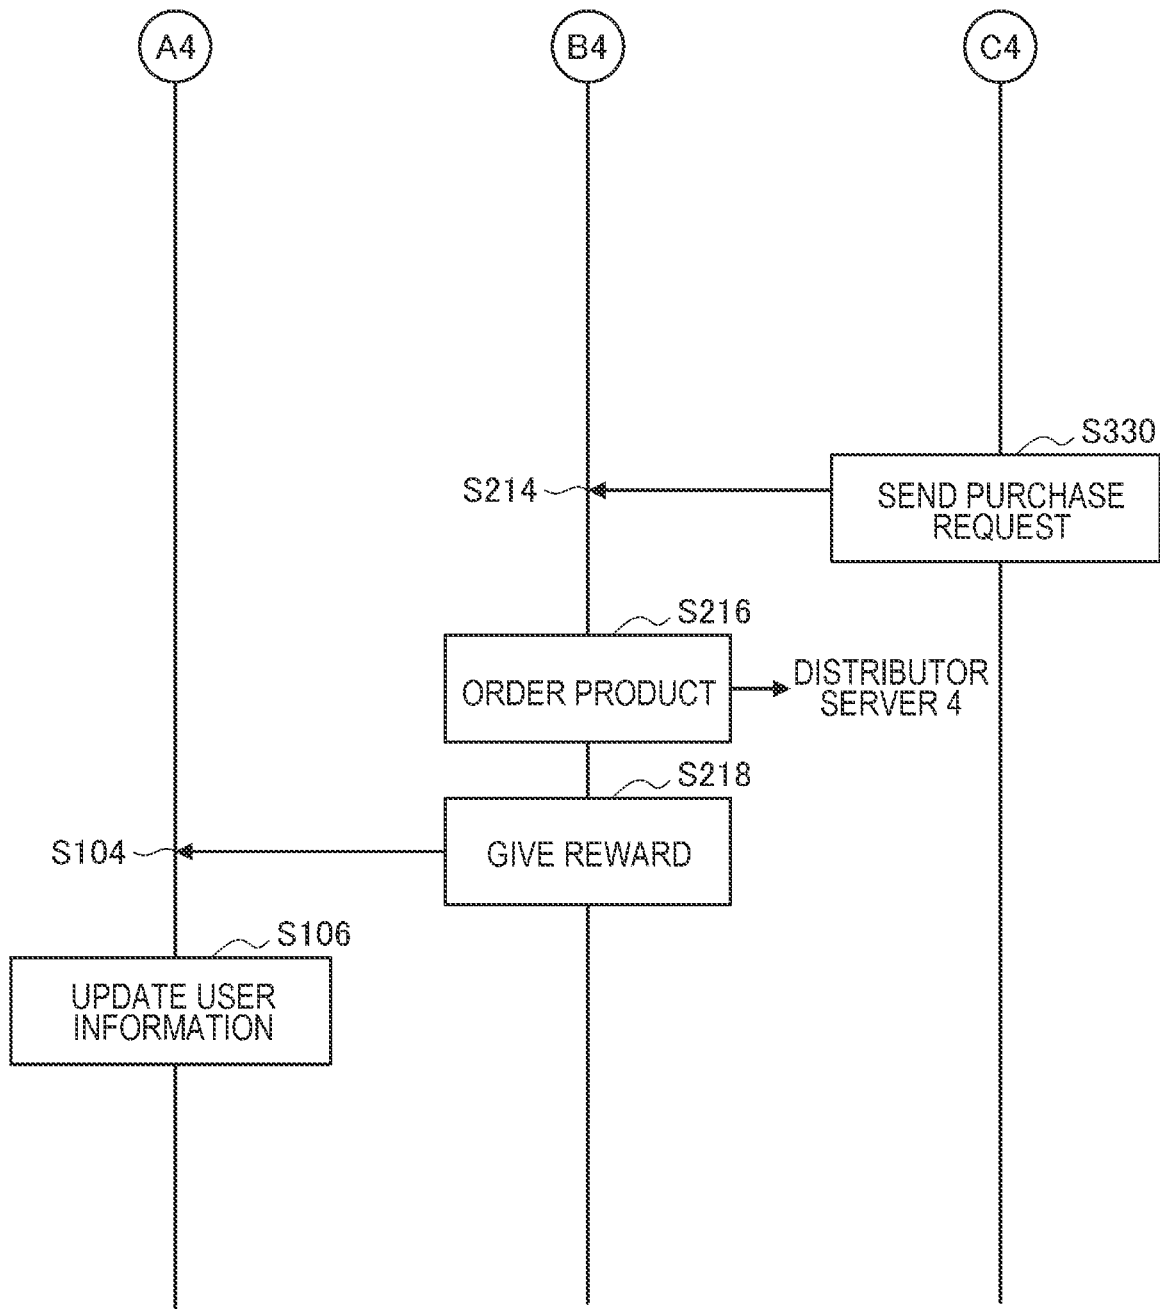 A4
B4
C4
S330
SEND PURCHASE
REQUEST
S214
S216
ORDER PRODUCT
DISTRIBUTOR
SERVER 4
S218
GIVE REWARD
S104
S106
UPDATE USER
INFORMATION